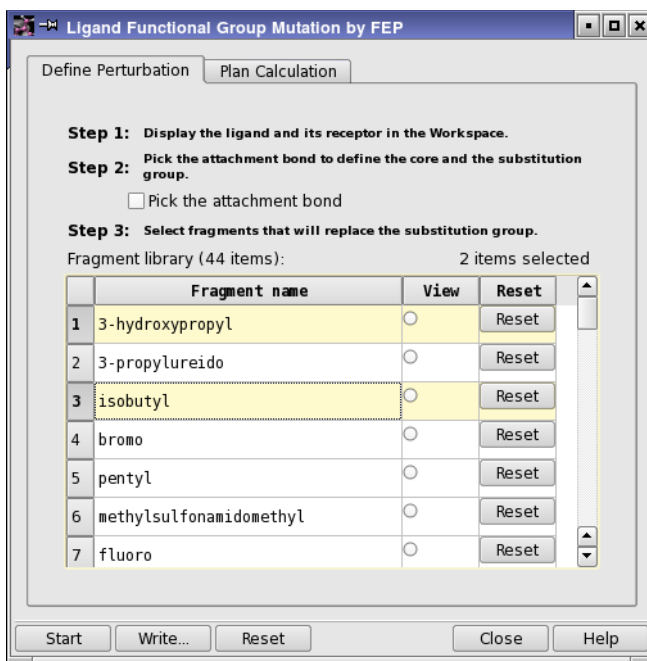 Ligand Functional Group Mutation by FEP
Define Perturbation Plan Calculation
Step 1: Display the ligand and its receptor in the Workspace.
Step 2: Pick the attachment bond to define the core and the substitution
group.
Pick the attachment bond
Step 3: Select fragments that will replace the substitution group.
Fragment library (44 items): 2 items selected
Fragment name View Reset
1 3-hydroxypropyl Reset
2 3-propylureido Reset
3 isobutyl Reset
4 bromo Reset
5 pentyl Reset
6 methylsulfonamidomethyl Reset
7 fluoro Reset
Start Write... Reset Close Help